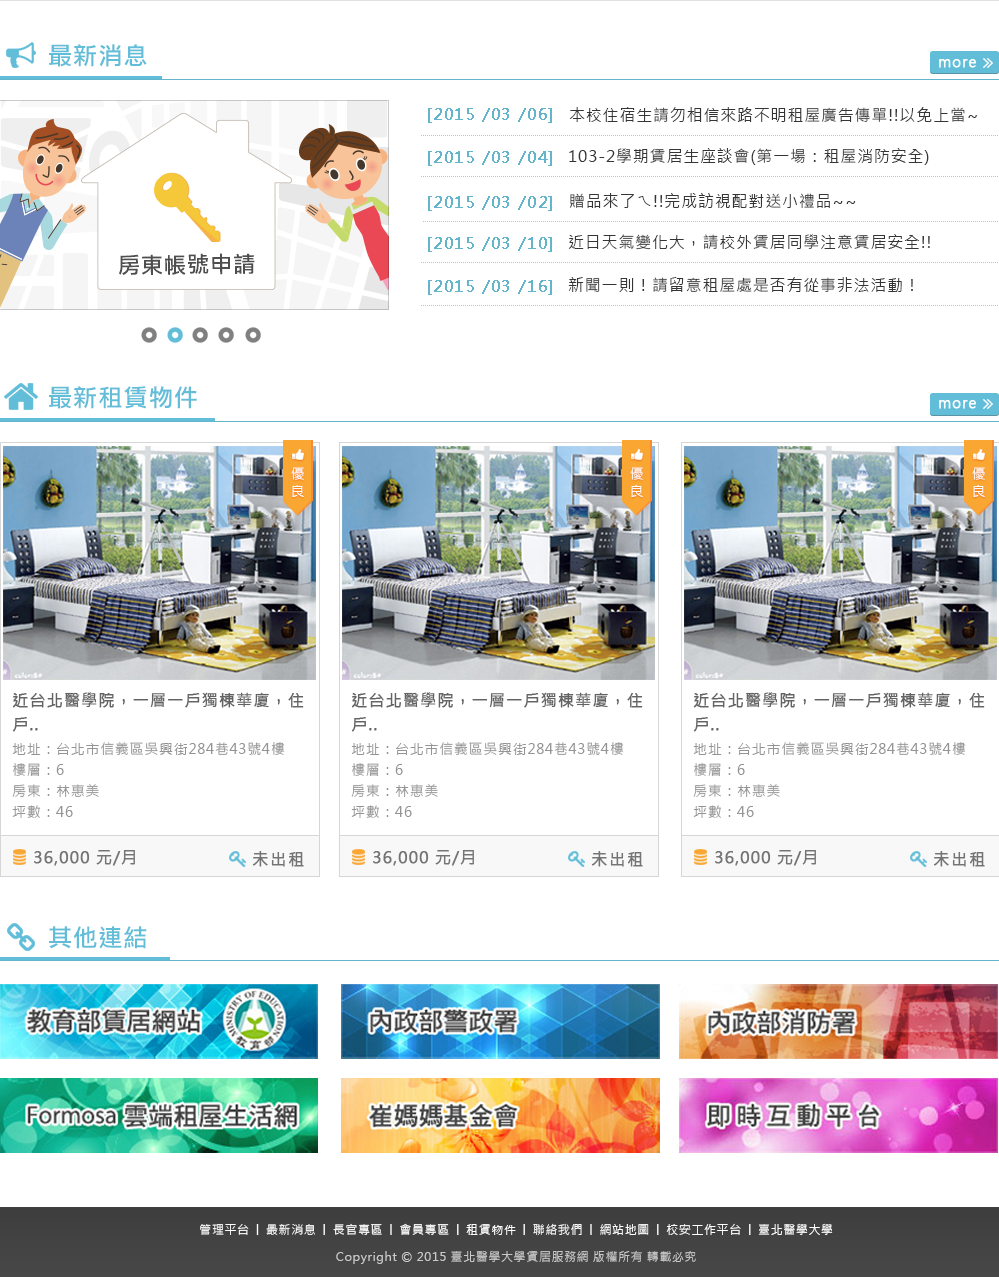 最新消息
more
房東帳號申請
[2015 /03 /06] 本校住宿生請勿相信來路不明租屋廣告傳單!!以免上當~
[2015 /03 /04] 103-2學期賃居生座談會(第一場：租屋消防安全)
[2015 /03 /02] 贈品來了ㄟ!!完成訪視配對送小禮品~~
[2015 /03 /10] 近日天氣變化大，請校外賃居同學注意賃居安全!!
[2015 /03 /16] 新聞一則！請留意租屋處是否有從事非法活動！
最新租賃物件
more
優良
近台北醫學院，一層一戶獨棟華廈，住
戶..
地址：台北市信義區吳興街284巷43號4樓
樓層：6
房東：林惠美
坪數：46
36,000 元/月
未出租
優良
近台北醫學院，一層一戶獨棟華廈，住
戶..
地址：台北市信義區吳興街284巷43號4樓
樓層：6
房東：林惠美
坪數：46
36,000 元/月
未出租
優良
近台北醫學院，一層一戶獨棟華廈，住
戶..
地址：台北市信義區吳興街284巷43號4樓
樓層：6
房東：林惠美
坪數：46
36,000 元/月
未出租
其他連結
教育部賃居網站
MINISTRY OF EDUCATION
教育部
內政部警政署
內政部消防署
Formosa 雲端租屋生活網
崔媽媽基金會
即時互動平台
管理平台 | 最新消息 | 長官專區 | 會員專區 | 租賃物件 | 聯絡我們 | 網站地圖 | 校安工作平台 | 臺北醫學大學
Copyright © 2015 臺北醫學大學賃居服務網 版權所有 轉載必究